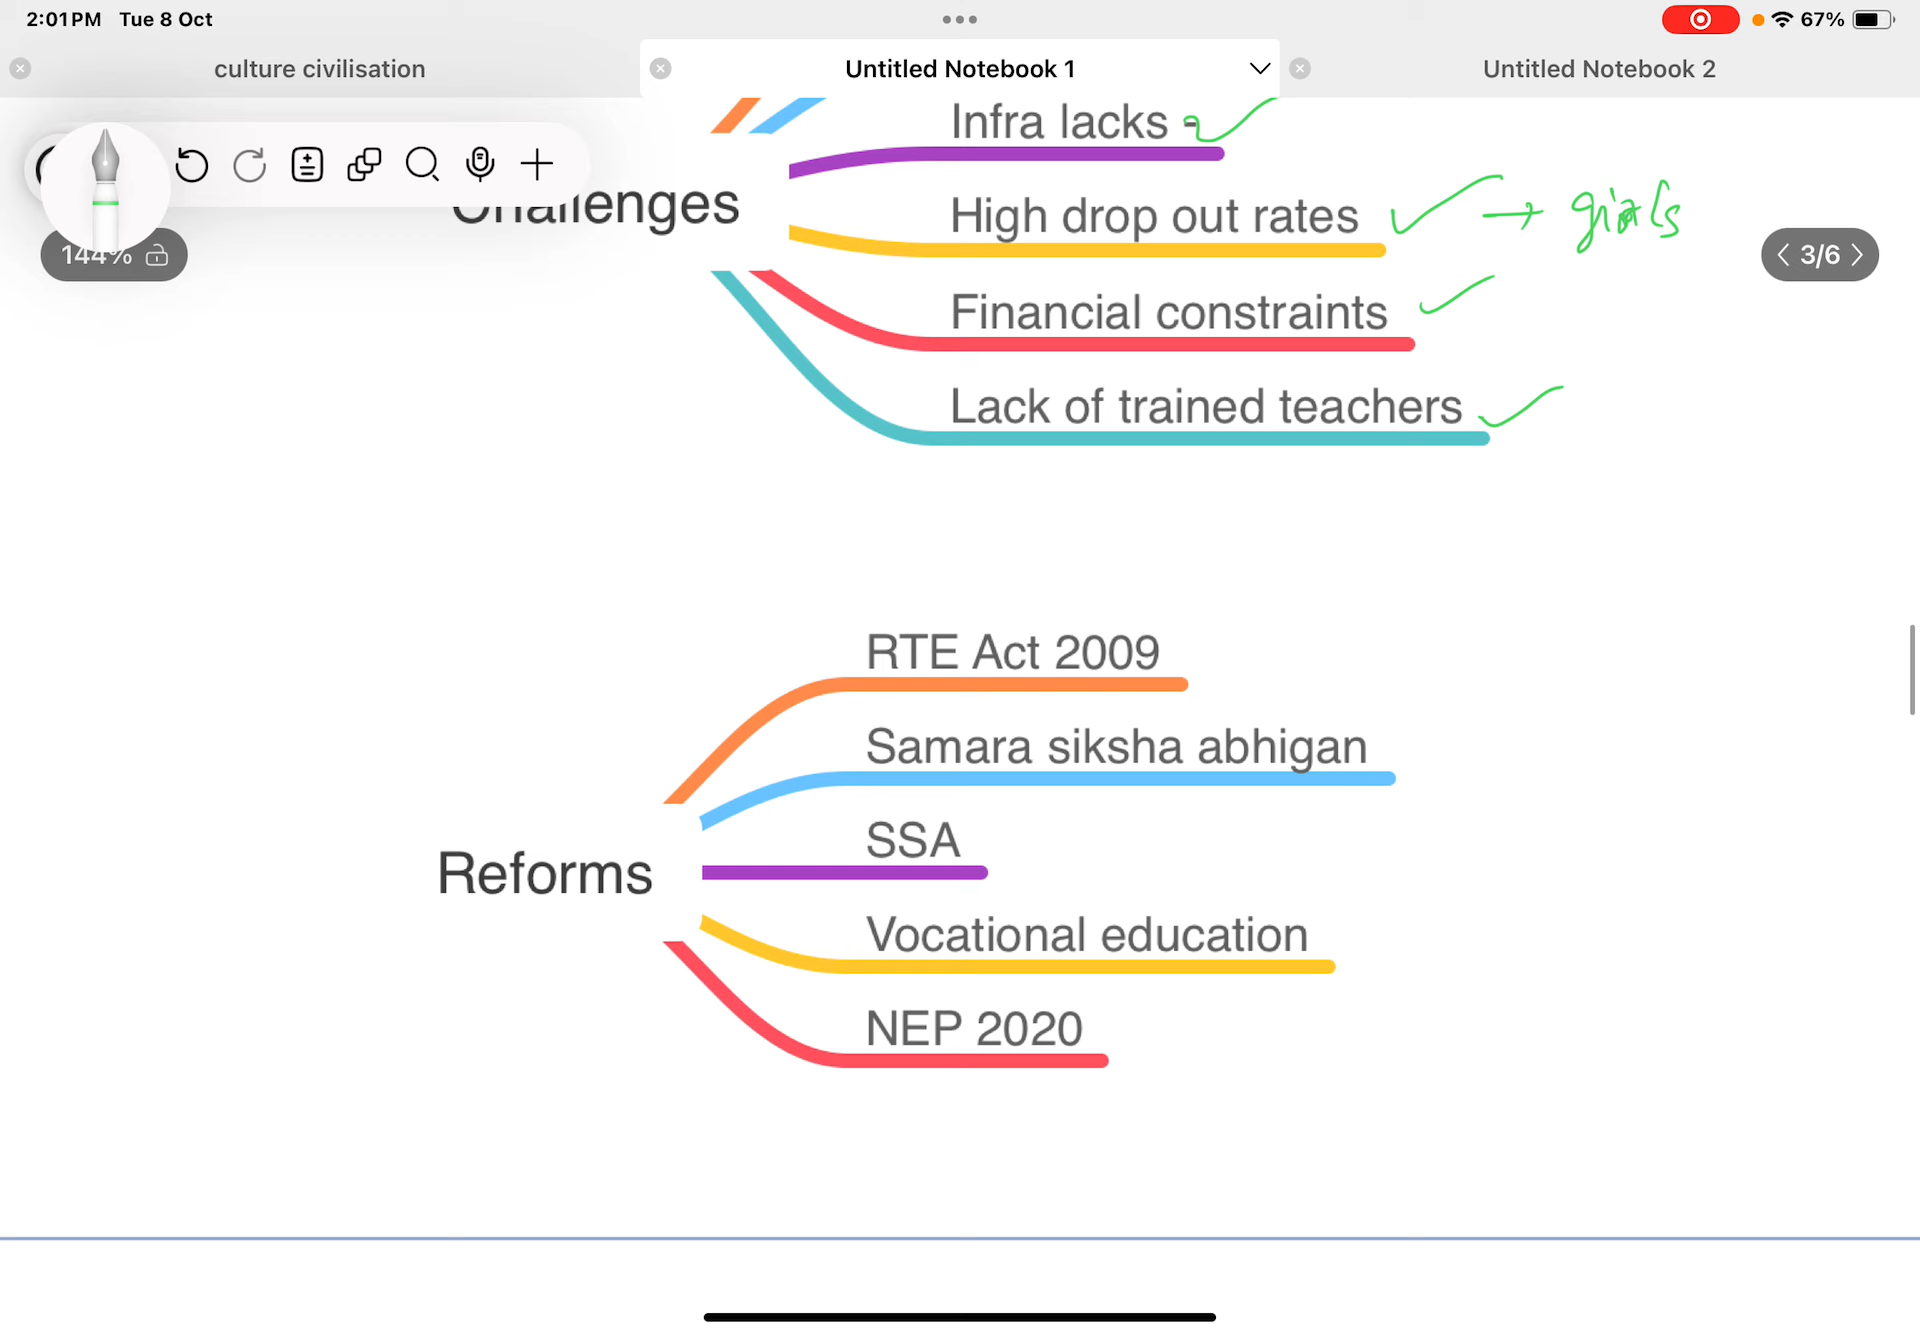 2:01 PM Tue 8 Oct
67%
culture civilisation
Untitled Notebook 1
Untitled Notebook 2
Infra lacks -
Challenges
High drop out rates → girls
144%
3/6
Financial constraints
Lack of trained teachers
RTE Act 2009
Samara siksha abhigan
SSA
Reforms
Vocational education
NEP 2020